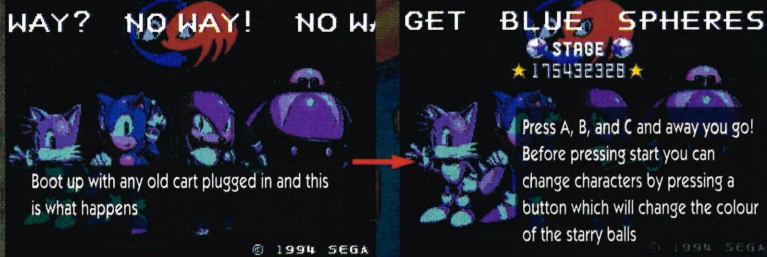 WAY? NO WAY! NO WA
Boot up with any old cart plugged in and this
is what happens
© 1994 SEGA
GET BLUE SPHERES
STAGE
175432328
Press A, B, and C and away you go!
Before pressing start you can
change characters by pressing a
button which will change the colour
of the starry balls
© 1994 SEGA